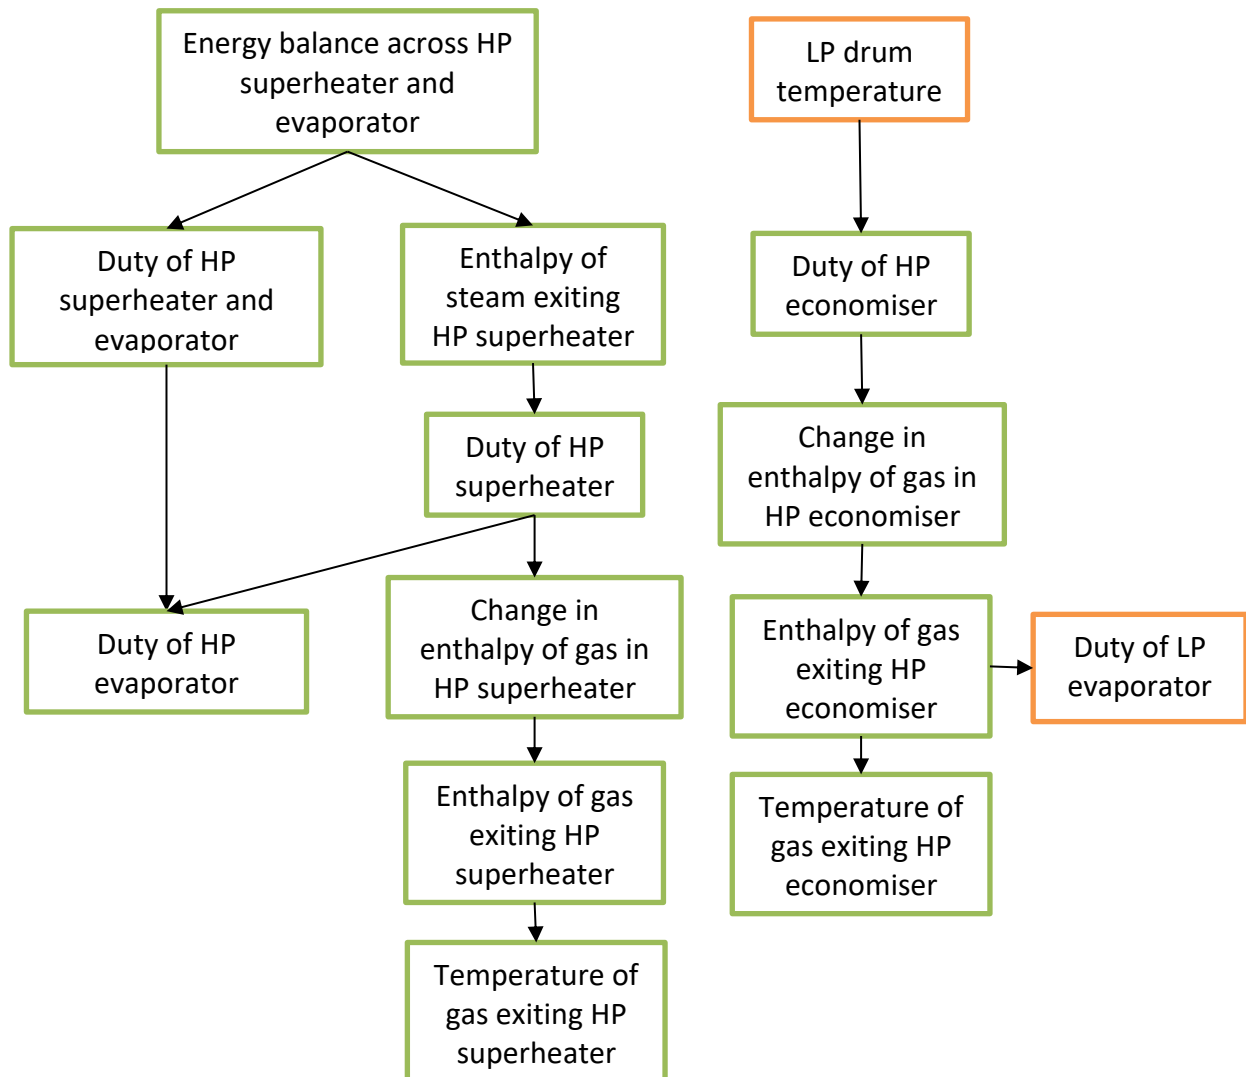 Energy balance across HP
superheater and
evaporator
LP drum
temperature
Duty of HP
superheater and
evaporator
Enthalpy of
steam exiting
HP superheater
Duty of HP
economiser
Duty of HP
superheater
Change in
enthalpy of gas in
HP economiser
Duty of HP
evaporator
Change in
enthalpy of gas in
HP superheater
Enthalpy of gas
exiting HP
economiser
Duty of LP
evaporator
Enthalpy of gas
exiting HP
superheater
Temperature of
gas exiting HP
economiser
Temperature of
gas exiting HP
superheater